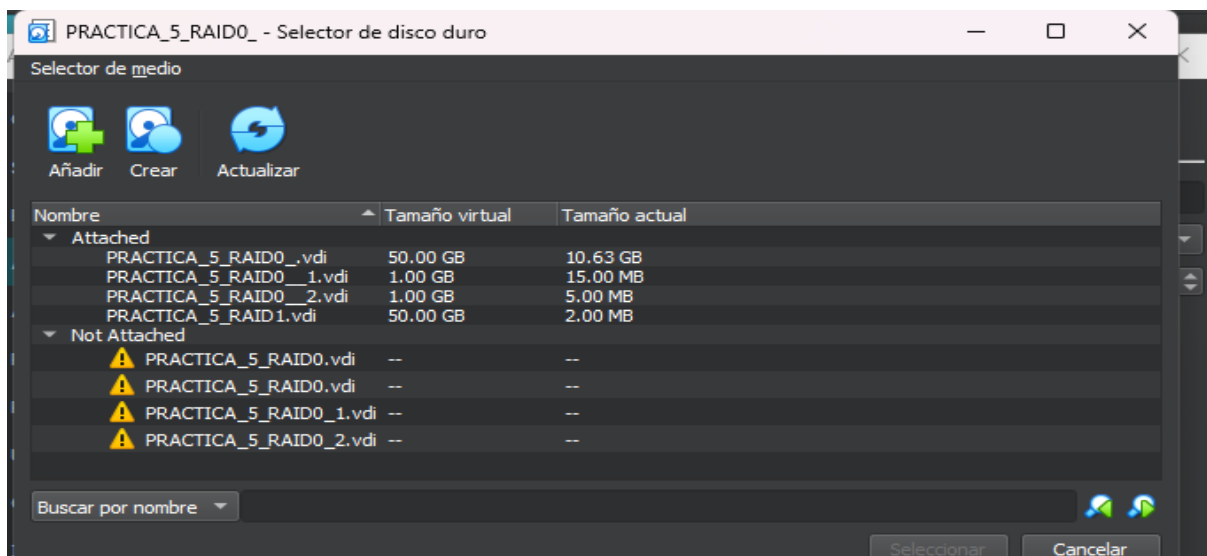 PRACTICA_5_RAID0_ - Selector de disco duro
Selector de medio
Añadir Crear Actualizar
Nombre Tamaño virtual Tamaño actual
Attached
PRACTICA_5_RAID0_.vdi 50.00 GB 10.63 GB
PRACTICA_5_RAID0__1.vdi 1.00 GB 15.00 MB
PRACTICA_5_RAID0__2.vdi 1.00 GB 5.00 MB
PRACTICA_5_RAID1.vdi 50.00 GB 2.00 MB
Not Attached
PRACTICA_5_RAID0.vdi -- --
PRACTICA_5_RAID0.vdi -- --
PRACTICA_5_RAID0_1.vdi -- --
PRACTICA_5_RAID0_2.vdi -- --
Buscar por nombre
Seleccionar Cancelar